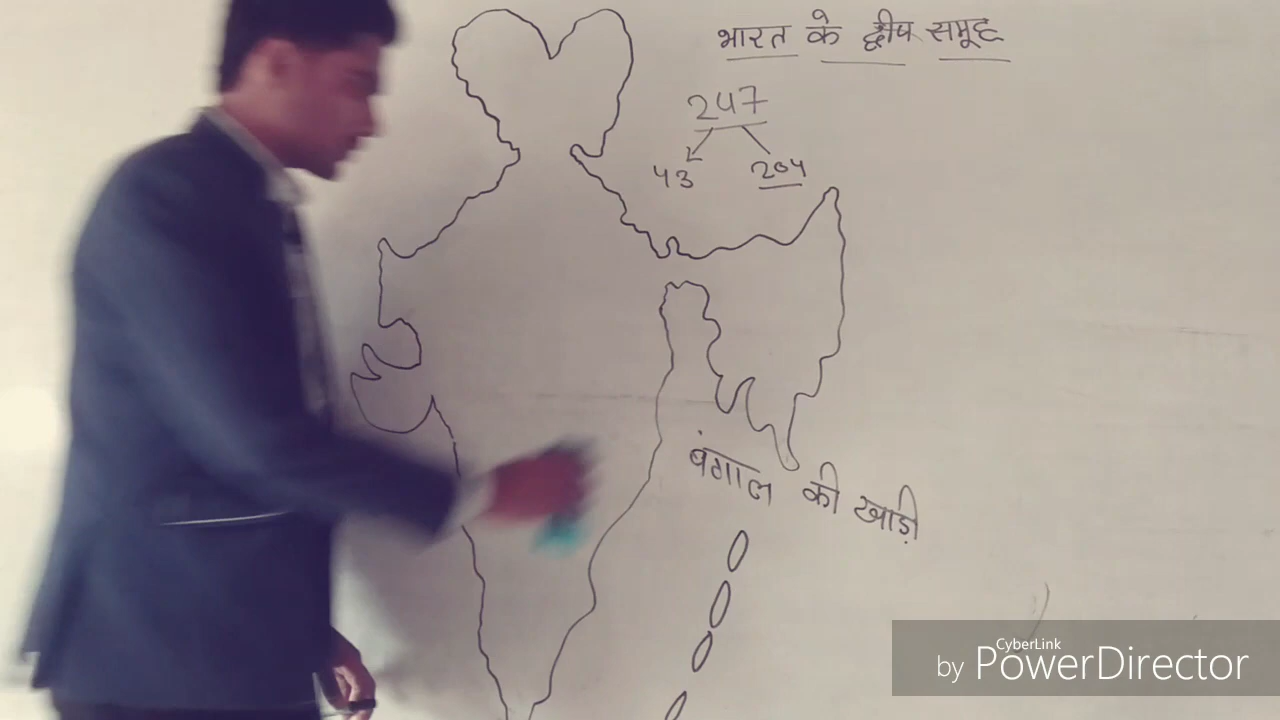 भारत के द्वीप समूह
247
43 204
बंगाल की खाड़ी
CyberLink
by PowerDirector